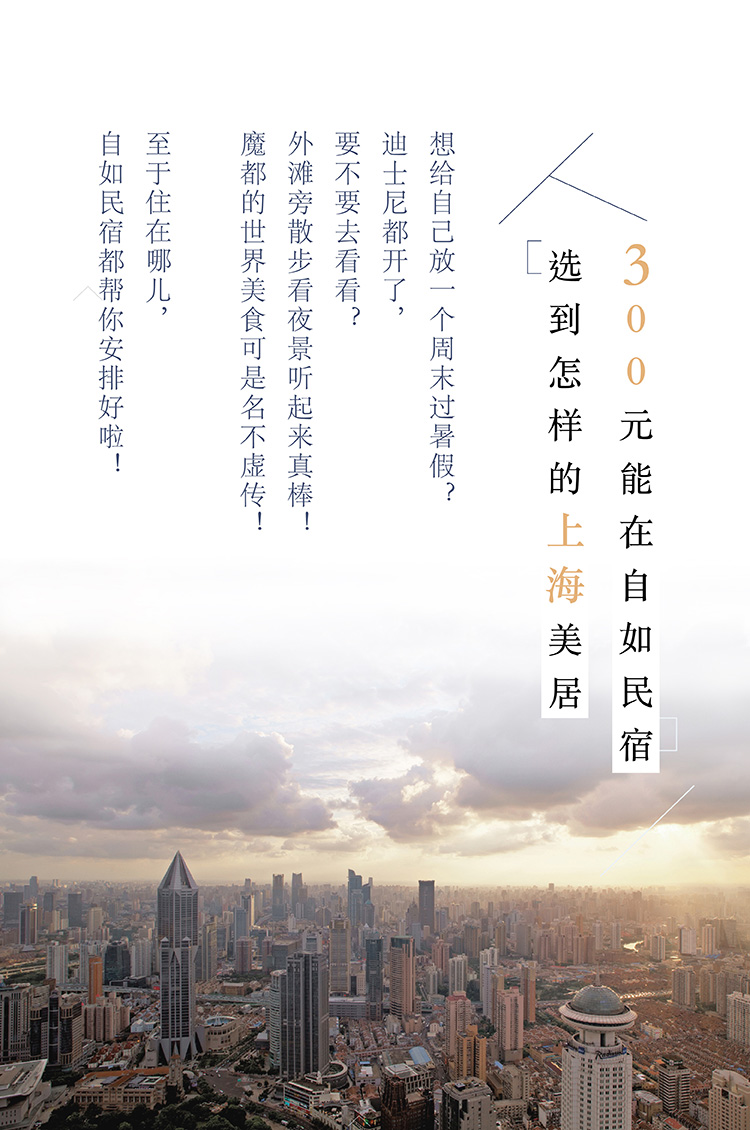 300元能在自如民宿
选到怎样的上海美居
想给自己放一个周末过暑假？
迪士尼都开了，
要不要去看看？
外滩旁散步看夜景听起来真棒！
魔都的世界美食可是名不虚传！
至于住在哪儿，
自如民宿都帮你安排好啦！